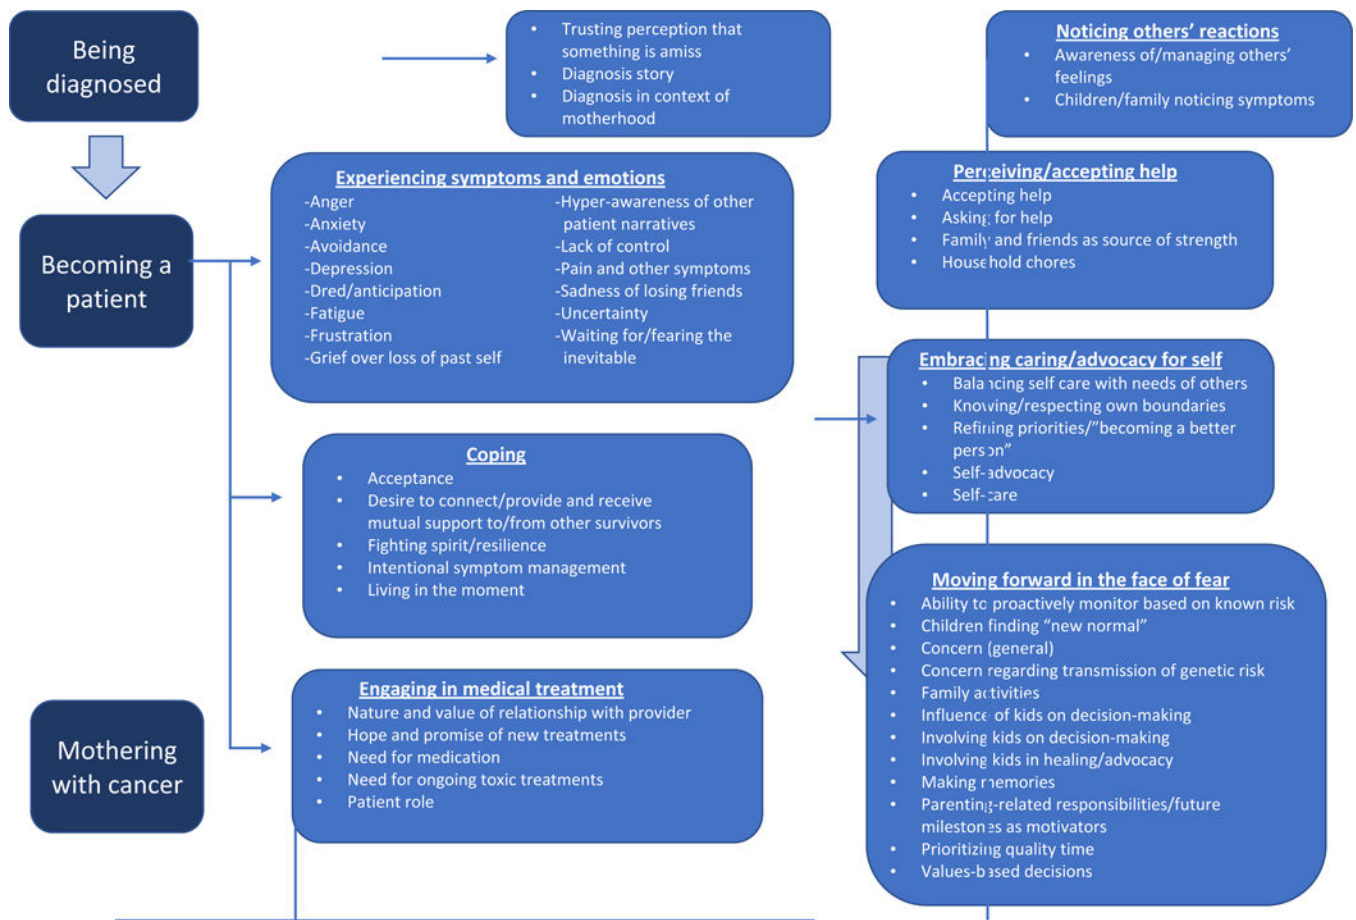 Being
diagnosed
• Trusting perception that
something is amiss
• Diagnosis story
• Diagnosis in context of
motherhood
Becoming a
patient
Experiencing symptoms and emotions
-Anger
-Anxiety
-Avoidance
-Depression
-Dred/anticipation
-Fatigue
-Frustration
-Grief over loss of past self
-Hyper-awareness of other
patient narratives
-Lack of control
-Pain and other symptoms
-Sadness of losing friends
-Uncertainty
-Waiting for/fearing the
inevitable
Coping
• Acceptance
• Desire to connect/provide and receive
mutual support to/from other survivors
• Fighting spirit/resilience
• Intentional symptom management
• Living in the moment
Engaging in medical treatment
• Nature and value of relationship with provider
• Hope and promise of new treatments
• Need for medication
• Need for ongoing toxic treatments
• Patient role
Mothering
with cancer
Noticing others’ reactions
• Awareness of/managing others’
feelings
• Children/family noticing symptoms
Perceiving/accepting help
• Accepting help
• Asking for help
• Family and friends as source of strength
• Household chores
Embracing caring/advocacy for self
• Balancing self care with needs of others
• Knowing/respecting own boundaries
• Refining priorities/”becoming a better
person”
• Self-advocacy
• Self-care
Moving forward in the face of fear
• Ability to proactively monitor based on known risk
• Children finding “new normal”
• Concern (general)
• Concern regarding transmission of genetic risk
• Family activities
• Influence of kids on decision-making
• Involving kids on decision-making
• Involving kids in healing/advocacy
• Making memories
• Parenting-related responsibilities/future
milestones as motivators
• Prioritizing quality time
• Values-based decisions